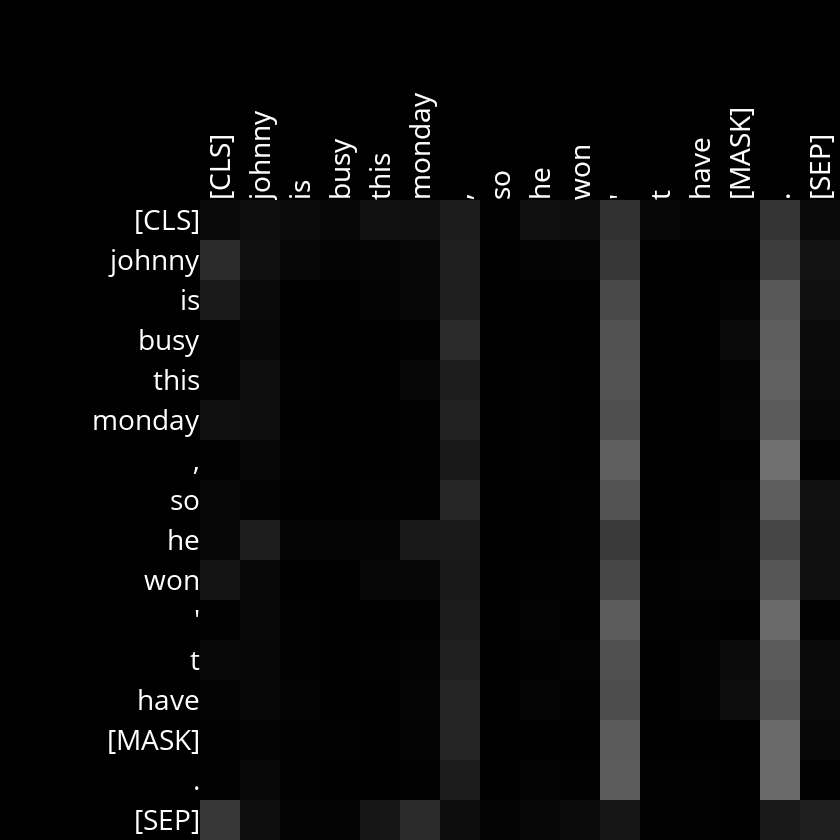 [CLS] johnny is busy this monday , so he won ' t have [MASK] . [SEP]
[CLS]
johnny
is
busy
this
monday
,
so
he
won
'
t
have
[MASK]
.
[SEP]